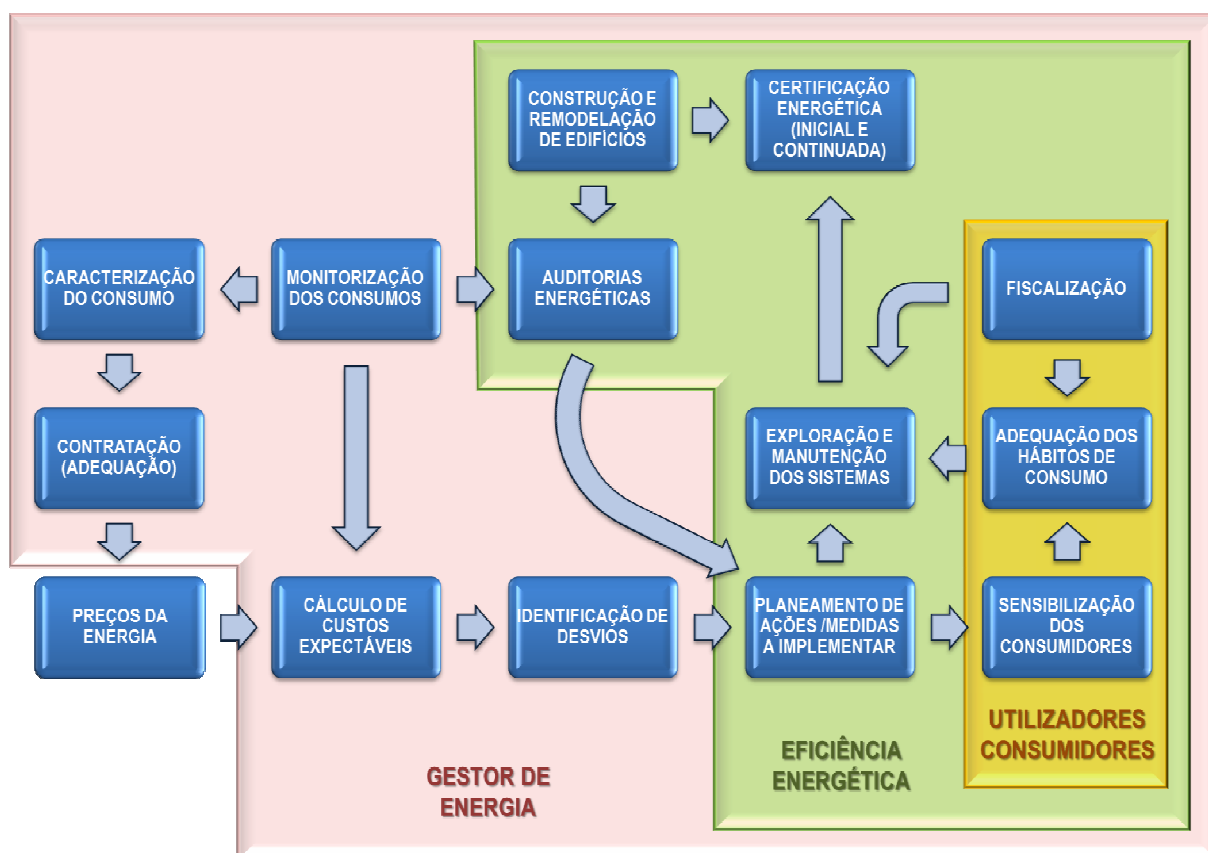 CONSTRUÇÃO E
REMODELAÇÃO
DE EDIFÍCIOS
CERTIFICAÇÃO
ENERGÉTICA
(INICIAL E
CONTINUADA)
CARACTERIZAÇÃO
DO CONSUMO
MONITORIZAÇÃO
DOS CONSUMOS
AUDITORIAS
ENERGÉTICAS
FISCALIZAÇÃO
CONTRATAÇÃO
(ADEQUAÇÃO)
EXPLORAÇÃO E
MANUTENÇÃO
DOS SISTEMAS
ADEQUAÇÃO DOS
HÁBITOS DE
CONSUMO
PREÇOS DA
ENERGIA
CÁLCULO DE
CUSTOS
EXPECTÁVEIS
IDENTIFICAÇÃO DE
DESVIOS
PLANEAMENTO DE
AÇÕES /MEDIDAS
A IMPLEMENTAR
SENSIBILIZAÇÃO
DOS
CONSUMIDORES
GESTOR DE
ENERGIA
EFICIÊNCIA
ENERGÉTICA
UTILIZADORES
CONSUMIDORES